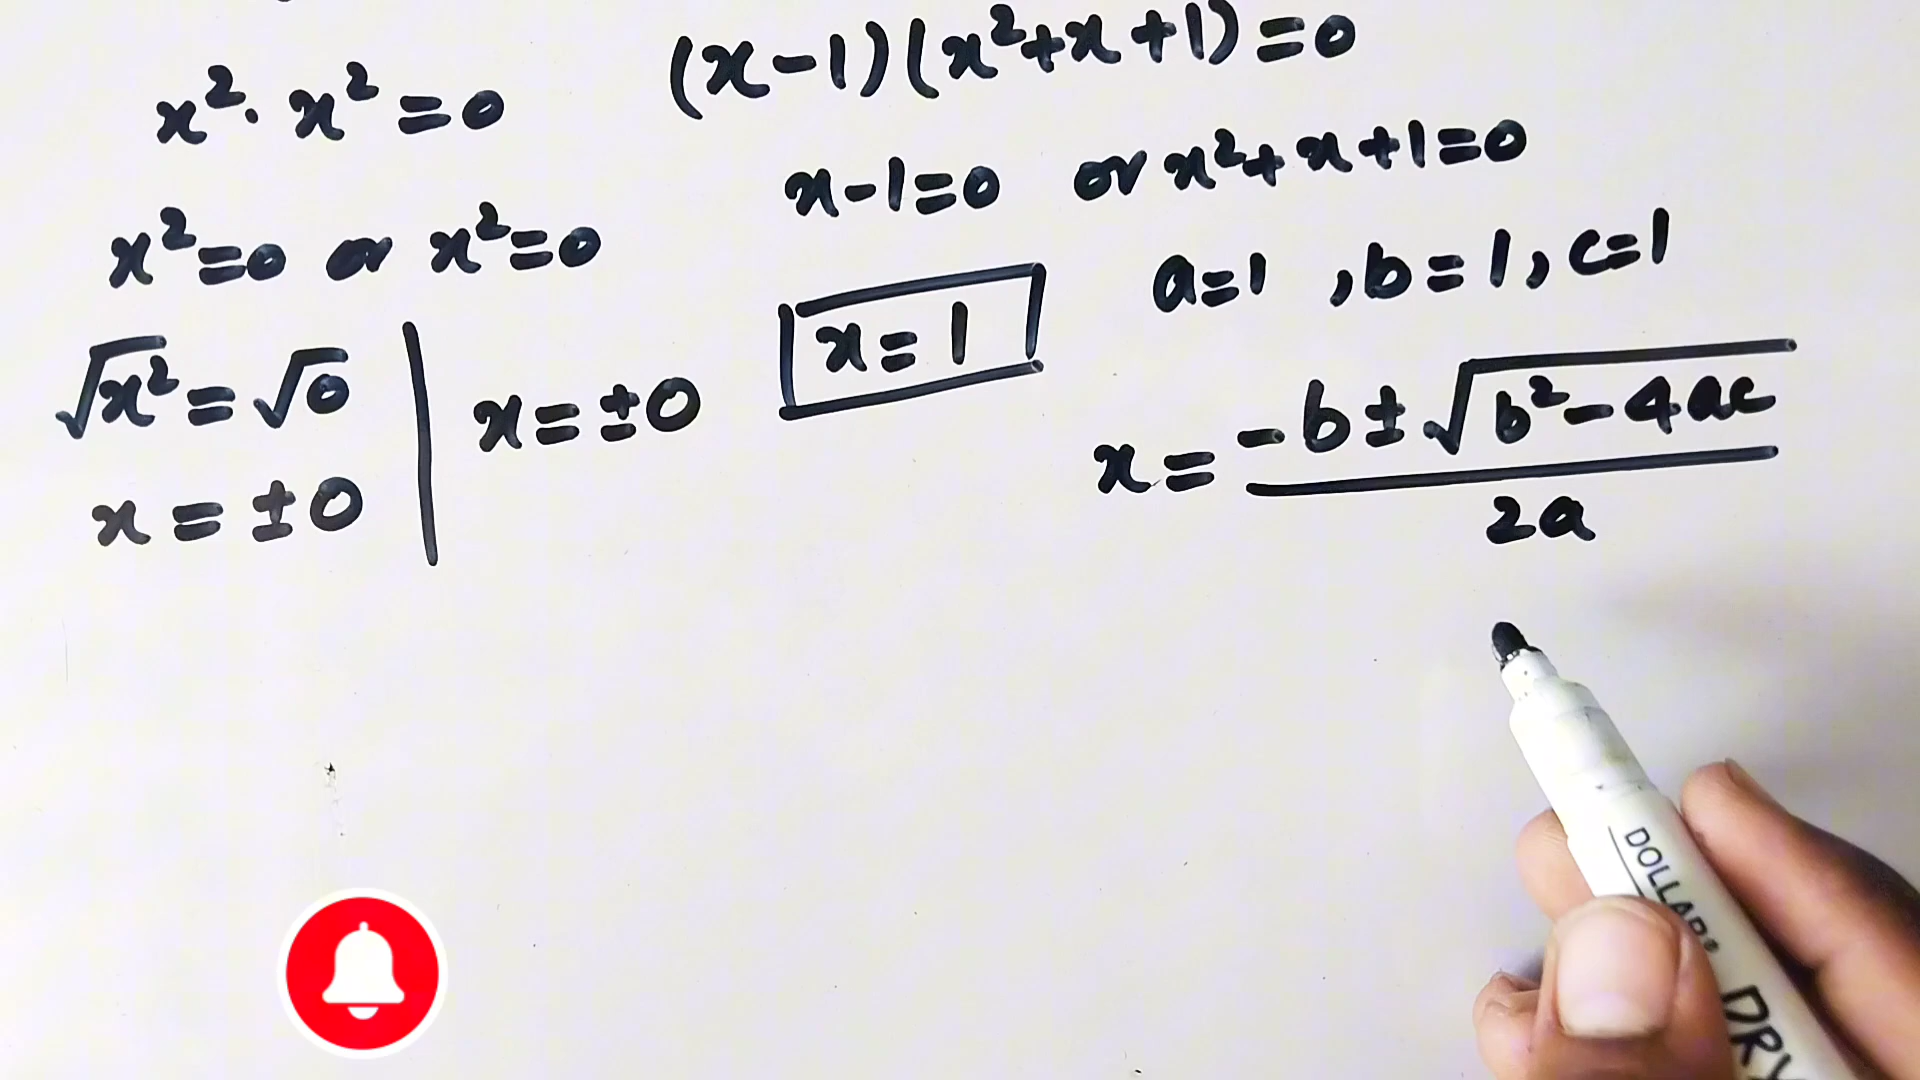 x²· x² = 0
x² = 0 or x² = 0
√x² = √0
x = ±0
x = ±0
(x-1)(x²+x+1) = 0
x-1=0 or x²+x+1=0
x = 1
a=1 , b=1, c=1
x = (-b ± √(b²-4ac)) / 2a
DOLLAR®
DRY